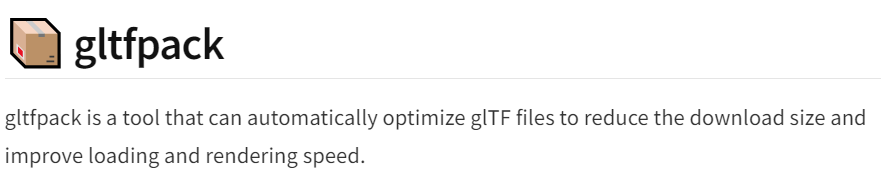 gltfpack
gltfpack is a tool that can automatically optimize glTF files to reduce the download size and
improve loading and rendering speed.